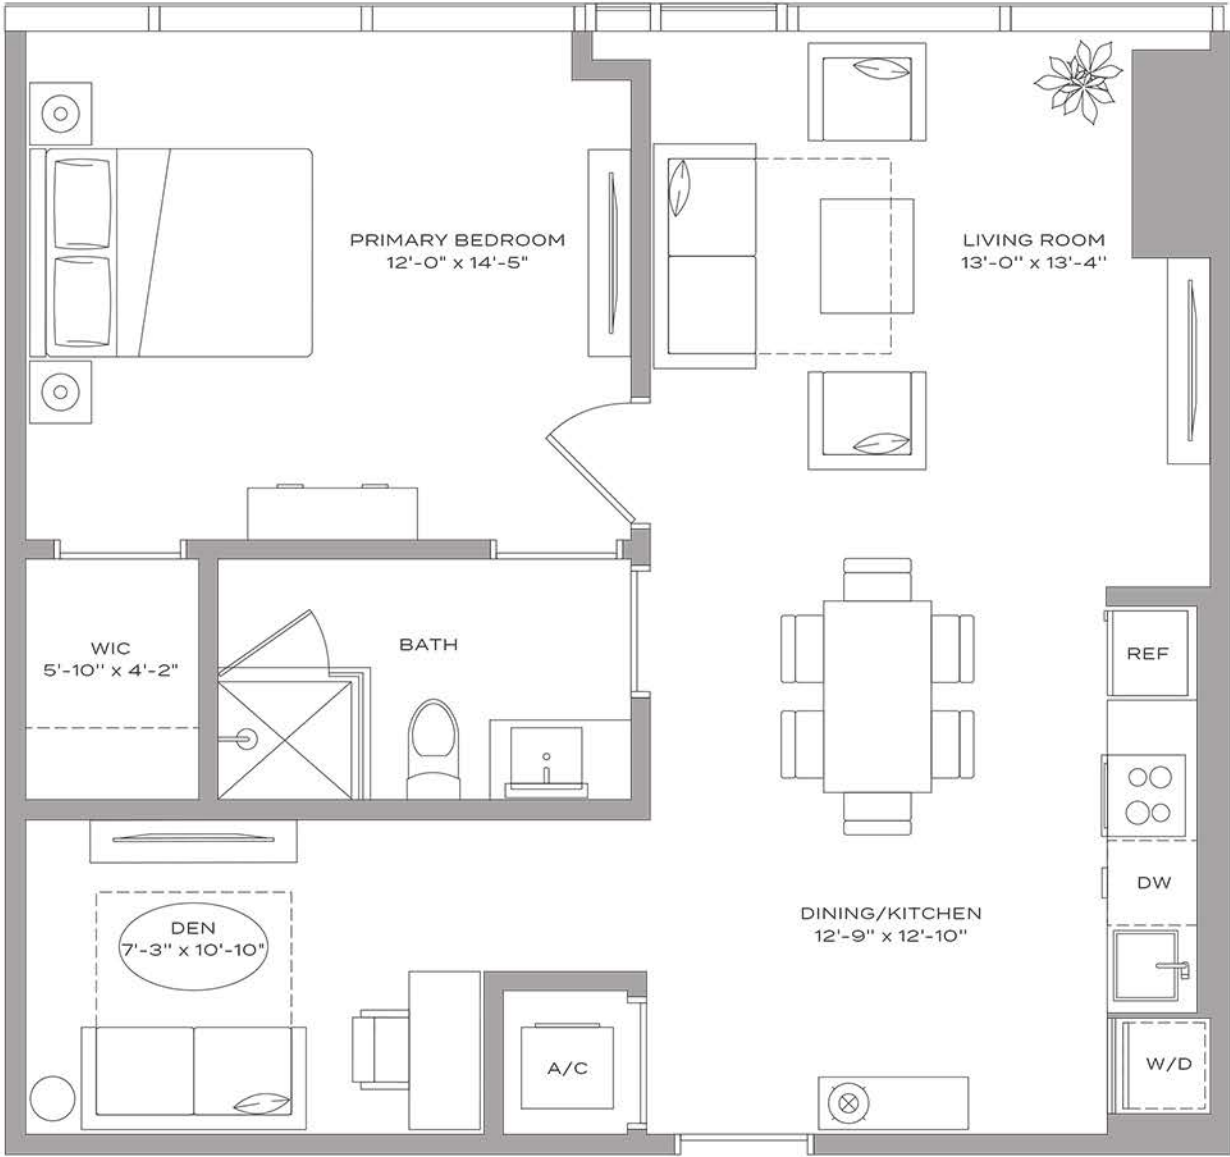 PRIMARY BEDROOM
12'-0" x 14'-5"
LIVING ROOM
13'-0" x 13'-4"
WIC
5'-10" x 4'-2"
BATH
REF
DW
DEN
7'-3" x 10'-10"
DINING/KITCHEN
12'-9" x 12'-10"
A/C
W/D